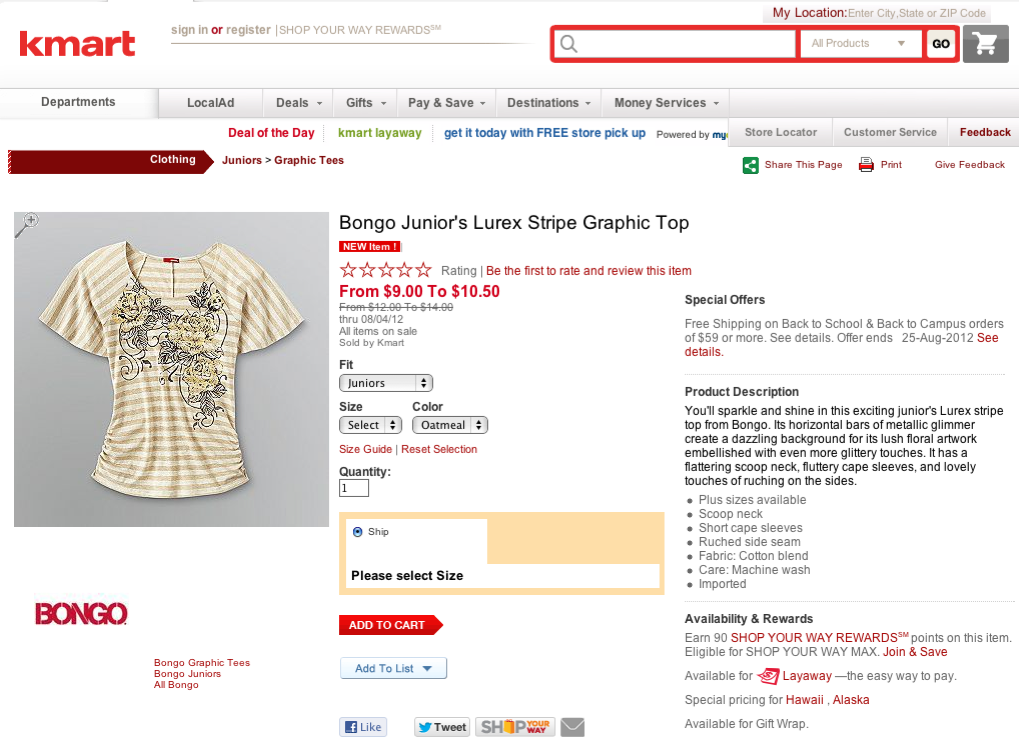 My Location:Enter City,State or ZIP Code
kmart
sign in or register |SHOP YOUR WAY REWARDS℠
All Products
GO
Departments
LocalAd
Deals
Gifts
Pay & Save
Destinations
Money Services
Deal of the Day
kmart layaway
get it today with FREE store pick up
Powered by my
Store Locator
Customer Service
Feedback
Clothing
Juniors > Graphic Tees
Share This Page
Print
Give Feedback
Bongo Junior's Lurex Stripe Graphic Top
NEW Item !
Rating | Be the first to rate and review this item
From $9.00 To $10.50
From $12.00 To $14.00
thru 08/04/12
All items on sale
Sold by Kmart
Fit
Juniors
Size
Color
Select
Oatmeal
Size Guide | Reset Selection
Quantity:
1
Ship
Please select Size
ADD TO CART
Add To List
Like
Tweet
SHOP YOUR WAY
BONGO.
Bongo Graphic Tees
Bongo Juniors
All Bongo
Special Offers
Free Shipping on Back to School & Back to Campus orders
of $59 or more. See details. Offer ends 25-Aug-2012 See
details.
Product Description
You'll sparkle and shine in this exciting junior's Lurex stripe
top from Bongo. Its horizontal bars of metallic glimmer
create a dazzling background for its lush floral artwork
embellished with even more glittery touches. It has a
flattering scoop neck, fluttery cape sleeves, and lovely
touches of ruching on the sides.
● Plus sizes available
● Scoop neck
● Short cape sleeves
● Ruched side seam
● Fabric: Cotton blend
● Care: Machine wash
● Imported
Availability & Rewards
Earn 90 SHOP YOUR WAY REWARDS℠ points on this item.
Eligible for SHOP YOUR WAY MAX. Join & Save
Available for Layaway —the easy way to pay.
Special pricing for Hawaii , Alaska
Available for Gift Wrap.